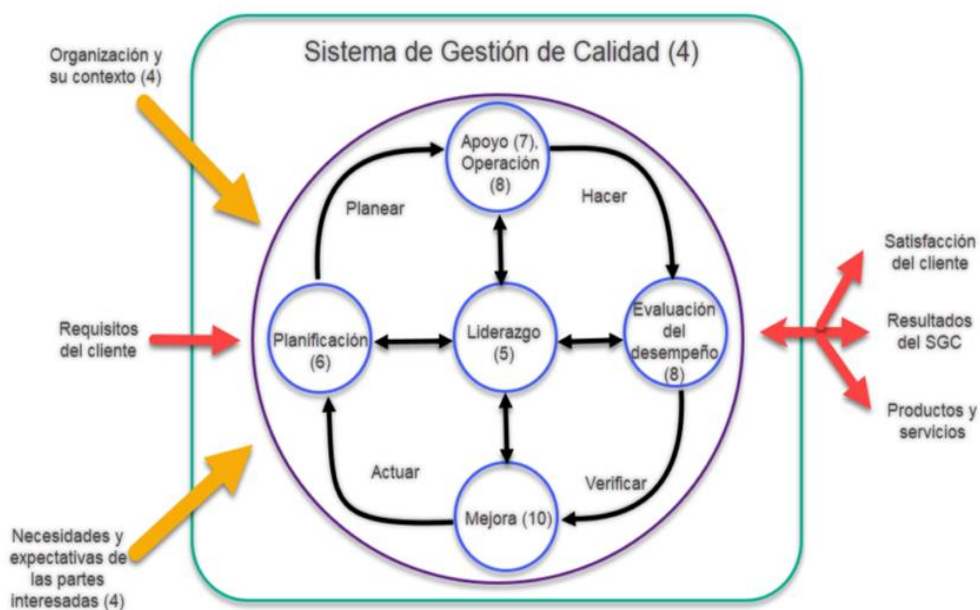 Sistema de Gestión de Calidad (4)
Organización y
su contexto (4)
Apoyo (7),
Operación
(8)
Planear
Hacer
Satisfacción
del cliente
Requisitos
del cliente
Planificación
(6)
Liderazgo
(5)
Evaluación
del
desempeño
(8)
Resultados
del SGC
Productos y
servicios
Actuar
Verificar
Mejora (10)
Necesidades y
expectativas de
las partes
interesadas (4)